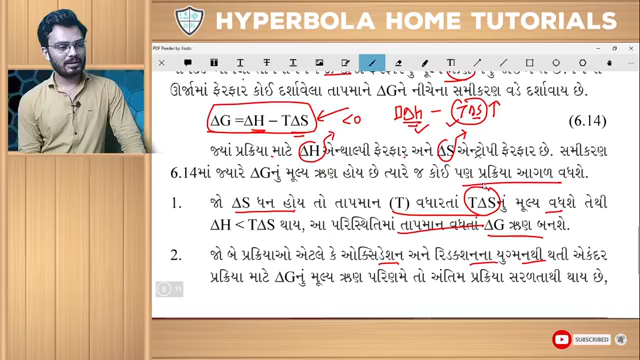 HYPERBOLA HOME TUTORIALS
PDF Reader by Xodo
ઊર્જામાં ફેરફાર કોઈ દર્શાવેલા તાપમાને ΔGને નીચેના સમીકરણ વડે દર્શાવાય છે.
ΔG =ΔH − TΔS <0 ΔH − TΔS ↑ (6.14)
જ્યાં પ્રક્રિયા માટે ΔH એન્થાલ્પી ફેરફાર અને ΔS એન્ટ્રોપી ફેરફાર છે. સમીકરણ
6.14માં જ્યારે ΔGનું મૂલ્ય ઋણ હોય છે ત્યારે જ કોઈ પણ પ્રક્રિયા આગળ વધશે.
1. જો ΔS ધન હોય તો તાપમાન (T) વધારતાં TΔSનું મૂલ્ય વધશે તેથી
ΔH < TΔS થાય, આ પરિસ્થિતિમાં તાપમાન વધતાં ΔG ઋણ બનશે.
2. જો બે પ્રક્રિયાઓ એટલે કે ઓક્સિડેશન અને રિડક્શનના યુગ્મનથી થતી એકંદર
પ્રક્રિયા માટે ΔGનું મૂલ્ય ઋણ પરિણમે તો અંતિમ પ્રક્રિયા સરળતાથી થાય છે,
SUBSCRIBED